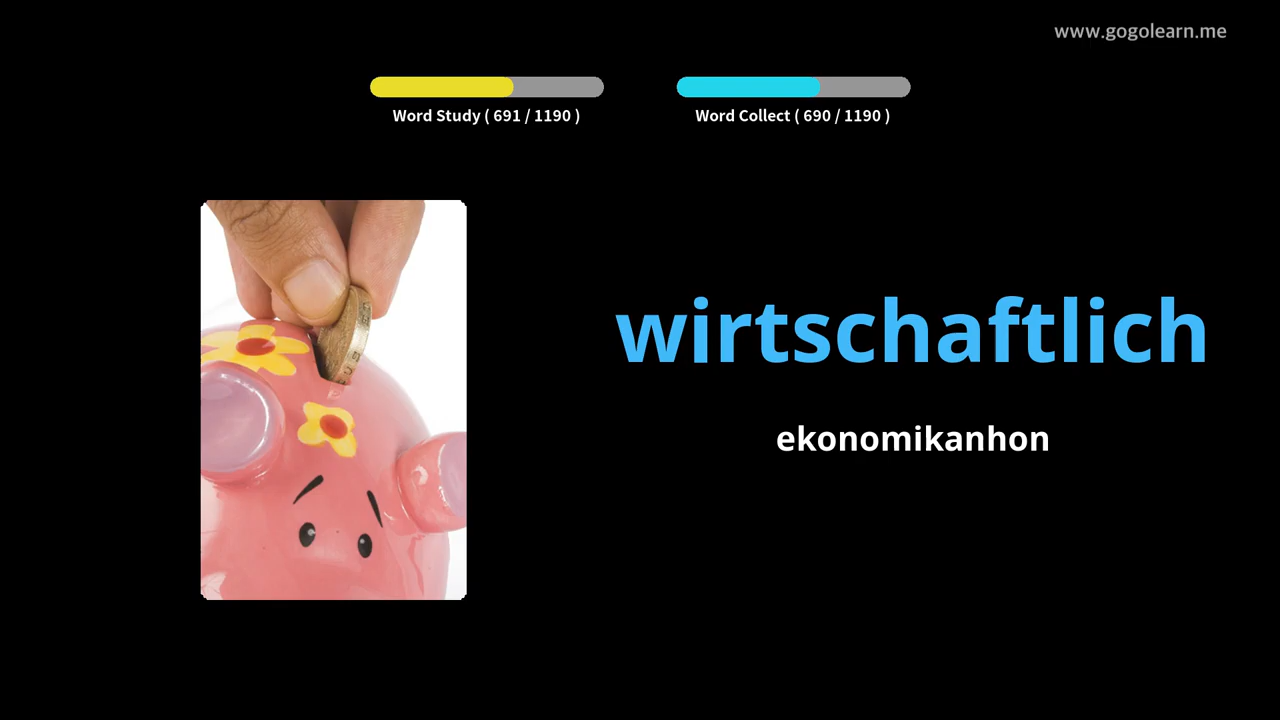 www.gogolearn.me
Word Study ( 691 / 1190 )
Word Collect ( 690 / 1190 )
wirtschaftlich
ekonomikanhon